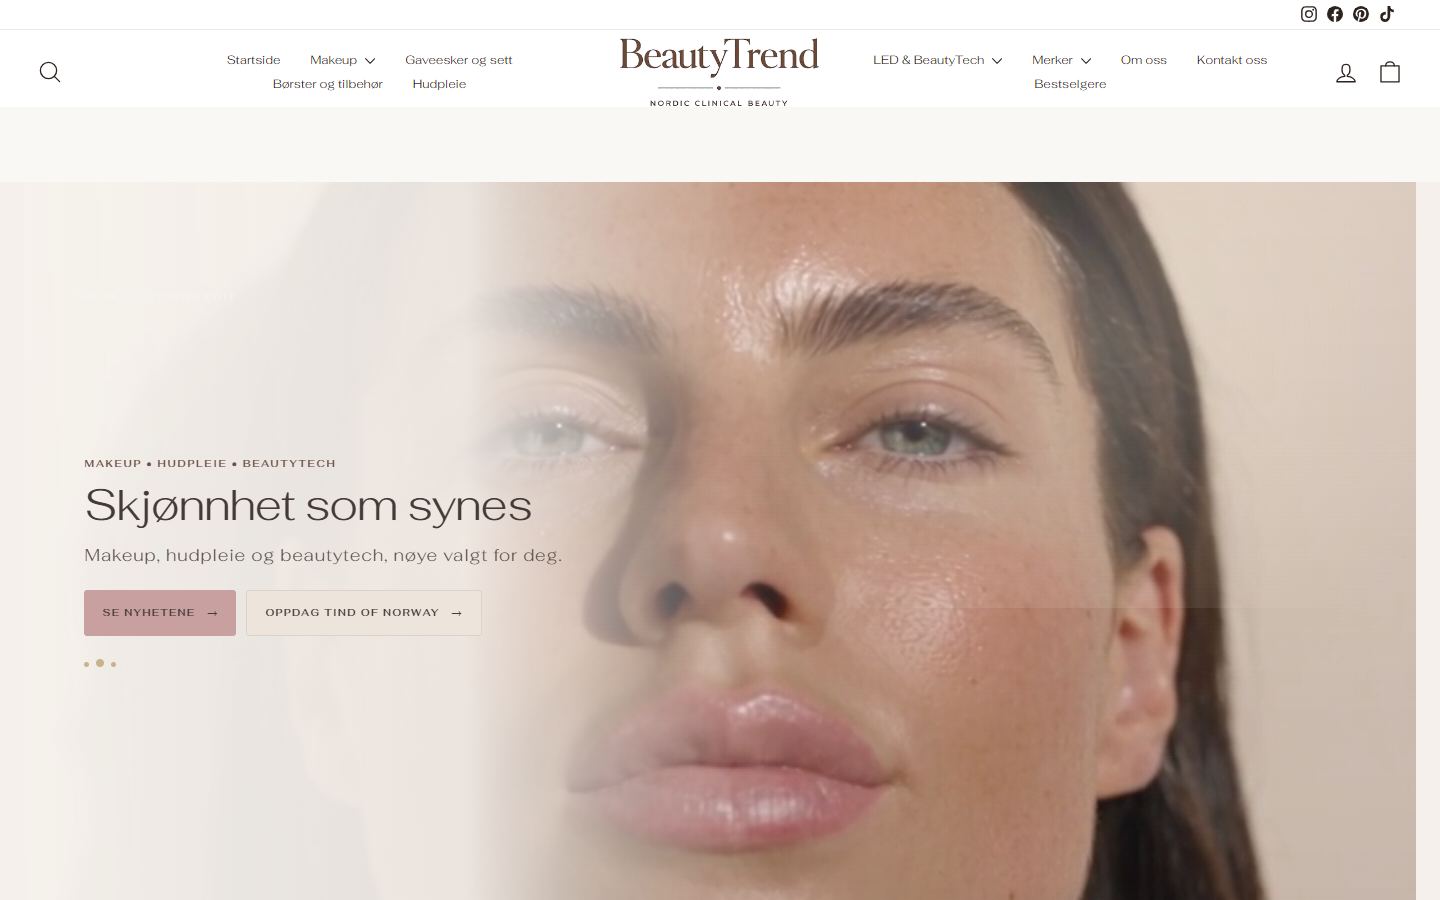 Startside
Makeup
Gaveesker og sett
Børster og tilbehør
Hudpleie
BeautyTrend
NORDIC CLINICAL BEAUTY
LED & BeautyTech
Merker
Om oss
Kontakt oss
Bestselgere
MAKEUP • HUDPLEIE • BEAUTYTECH
Skjønnhet som synes
Makeup, hudpleie og beautytech, nøye valgt for deg.
SE NYHETENE →
OPPDAG TIND OF NORWAY →